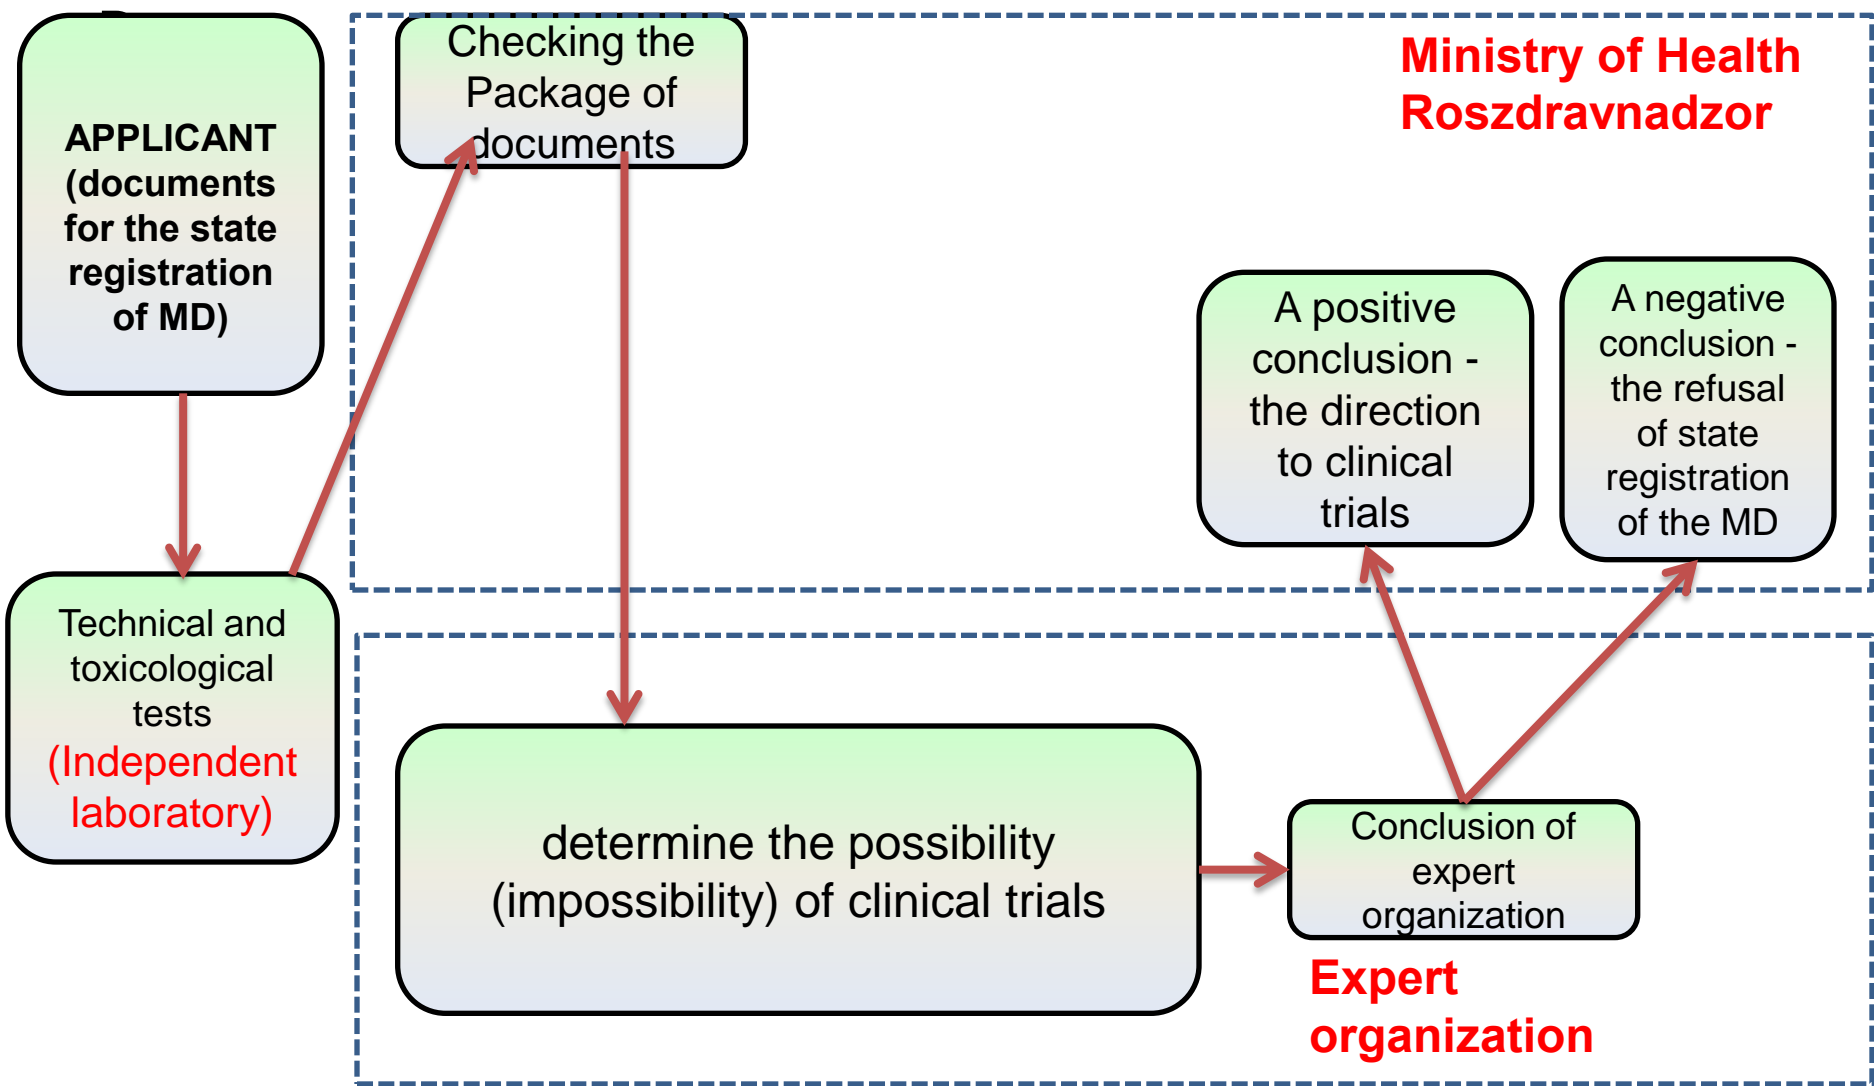 APPLICANT
(documents
for the state
registration
of MD)
Technical and
toxicological
tests
(Independent
laboratory)
Checking the
Package of
documents
Ministry of Health
Roszdravnadzor
A positive
conclusion -
the direction
to clinical
trials
A negative
conclusion -
the refusal
of state
registration
of the MD
determine the possibility
(impossibility) of clinical trials
Conclusion of
expert
organization
Expert
organization